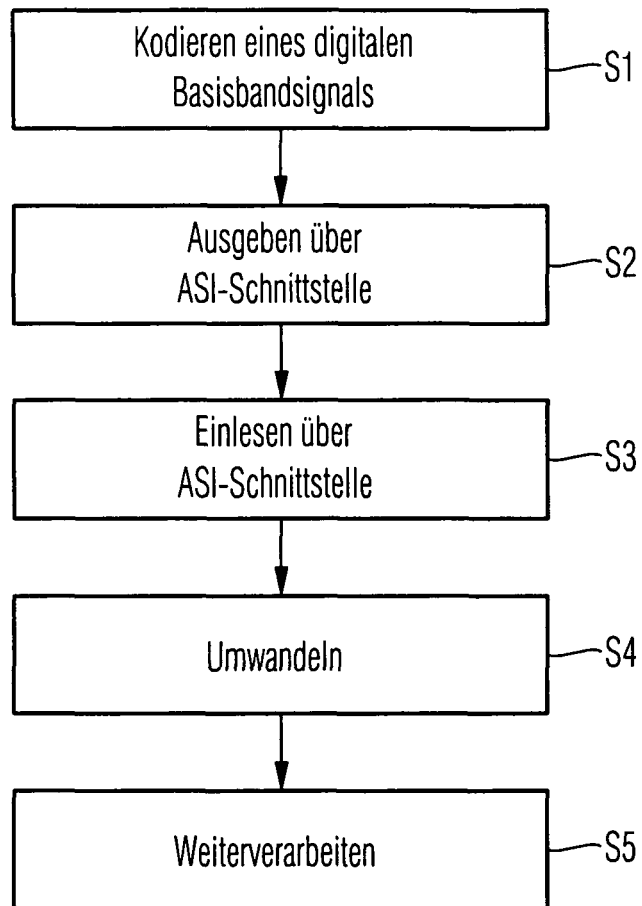 Kodieren eines digitalen
Basisbandsignals
S1
Ausgeben über
ASI-Schnittstelle
S2
Einlesen über
ASI-Schnittstelle
S3
Umwandeln
S4
Weiterverarbeiten
S5